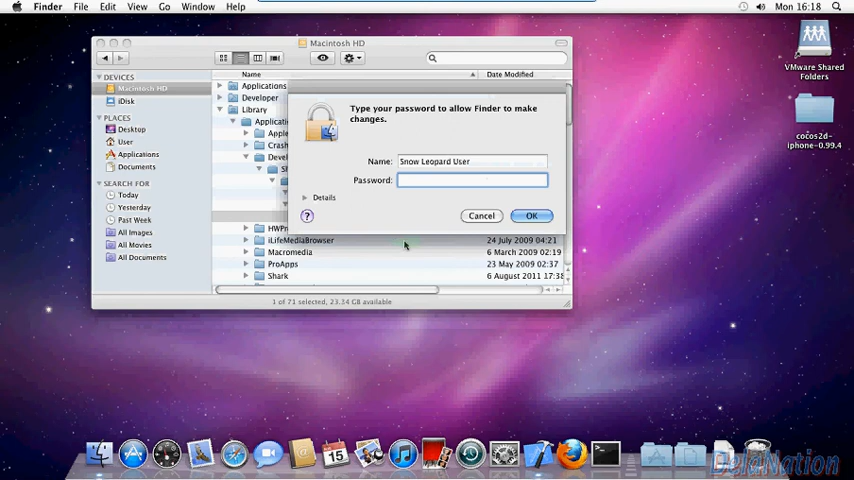 Finder File Edit View Go Window Help Mon 16:18
Macintosh HD
Name Date Modified
DEVICES
Macintosh HD
iDisk
PLACES
Desktop
User
Applications
Documents
SEARCH FOR
Today
Yesterday
Past Week
All Images
All Movies
All Documents
Applications
Developer
Library
HWPr
iLifeMediaBrowser 24 July 2009 04:21
Macromedia 6 March 2009 02:19
ProApps 23 May 2009 02:37
Shark 6 August 2011 17:38
1 of 71 selected, 23.34 GB available
Type your password to allow Finder to make
changes.
Name: Snow Leopard User
Password:
Details
?
Cancel OK
VMware Shared
Folders
cocos2d-
iphone-0.99.4
15
DelaNation